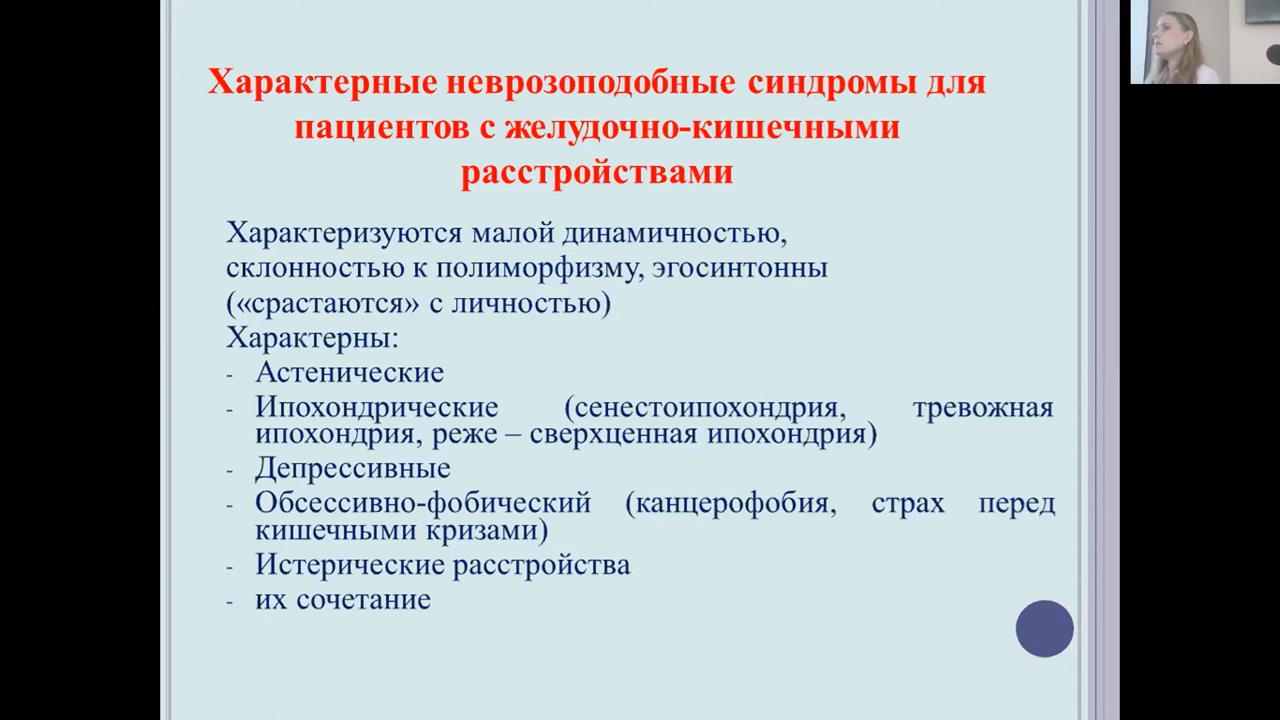 Характерные неврозоподобные синдромы для
пациентов с желудочно-кишечными
расстройствами
Характеризуются малой динамичностью,
склонностью к полиморфизму, эгосинтонны
(«срастаются» с личностью)
Характерны:
- Астенические
- Ипохондрические (сенестоипохондрия, тревожная
ипохондрия, реже – сверхценная ипохондрия)
- Депрессивные
- Обсессивно-фобический (канцерофобия, страх перед
кишечными кризами)
- Истерические расстройства
- их сочетание